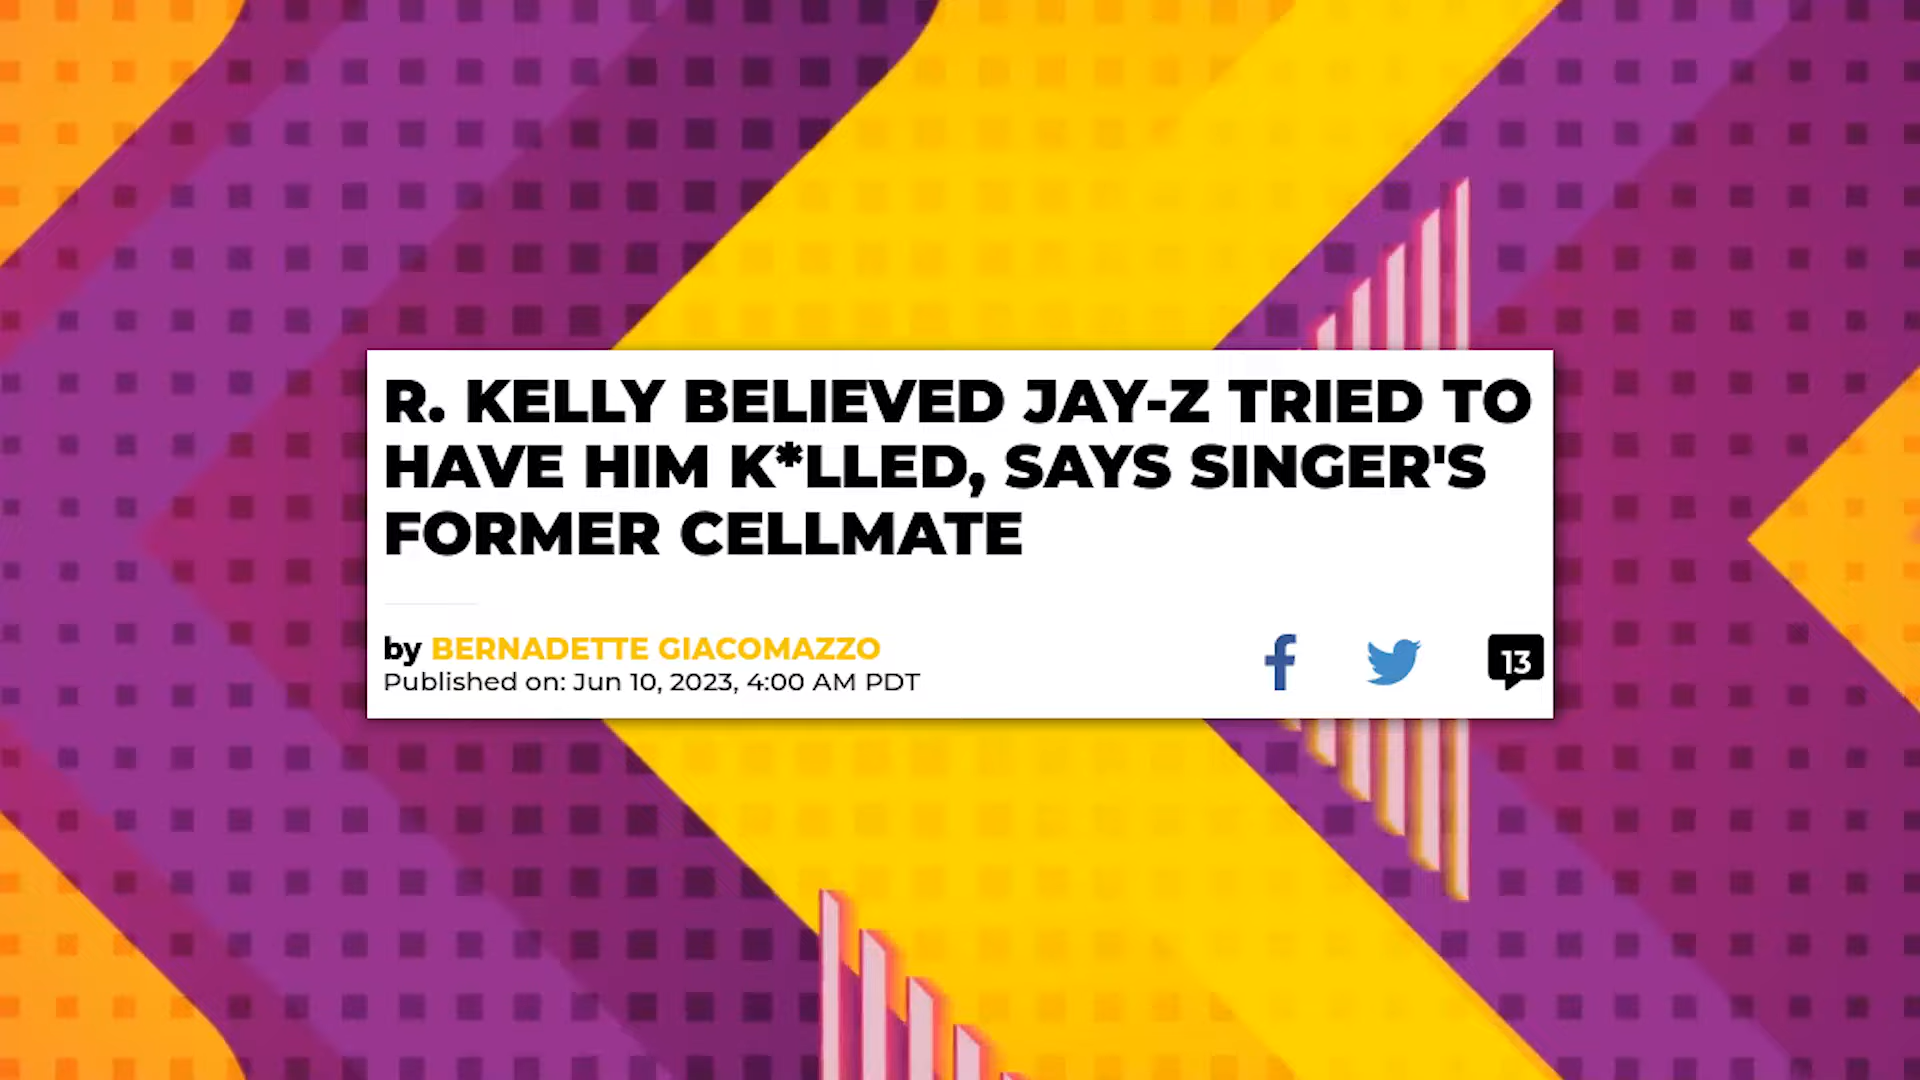 R. KELLY BELIEVED JAY-Z TRIED TO
HAVE HIM K*LLED, SAYS SINGER'S
FORMER CELLMATE
by BERNADETTE GIACOMAZZO
Published on: Jun 10, 2023, 4:00 AM PDT
13